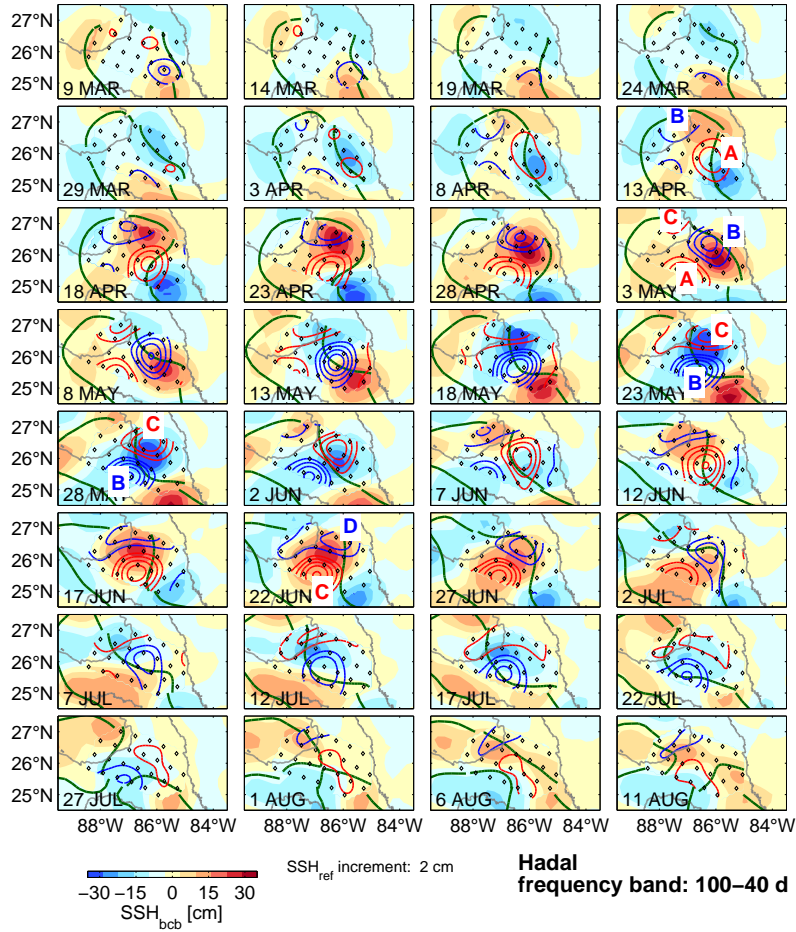 27°N
26°N
25°N
9 MAR
14 MAR
19 MAR
24 MAR
27°N
26°N
25°N
29 MAR
3 APR
8 APR
B
A
13 APR
27°N
26°N
25°N
18 APR
23 APR
28 APR
C
B
A
3 MAY
27°N
26°N
25°N
8 MAY
13 MAY
18 MAY
C
B
23 MAY
27°N
26°N
25°N
C
B
28 MAY
2 JUN
7 JUN
12 JUN
27°N
26°N
25°N
17 JUN
D
C
22 JUN
27 JUN
2 JUL
27°N
26°N
25°N
7 JUL
12 JUL
17 JUL
22 JUL
27°N
26°N
25°N
27 JUL
1 AUG
6 AUG
11 AUG
88°W 86°W 84°W 88°W 86°W 84°W 88°W 86°W 84°W 88°W 86°W 84°W
−30 −15 0 15 30
SSH_bcb [cm]
SSH_ref increment: 2 cm
Hadal
frequency band: 100−40 d